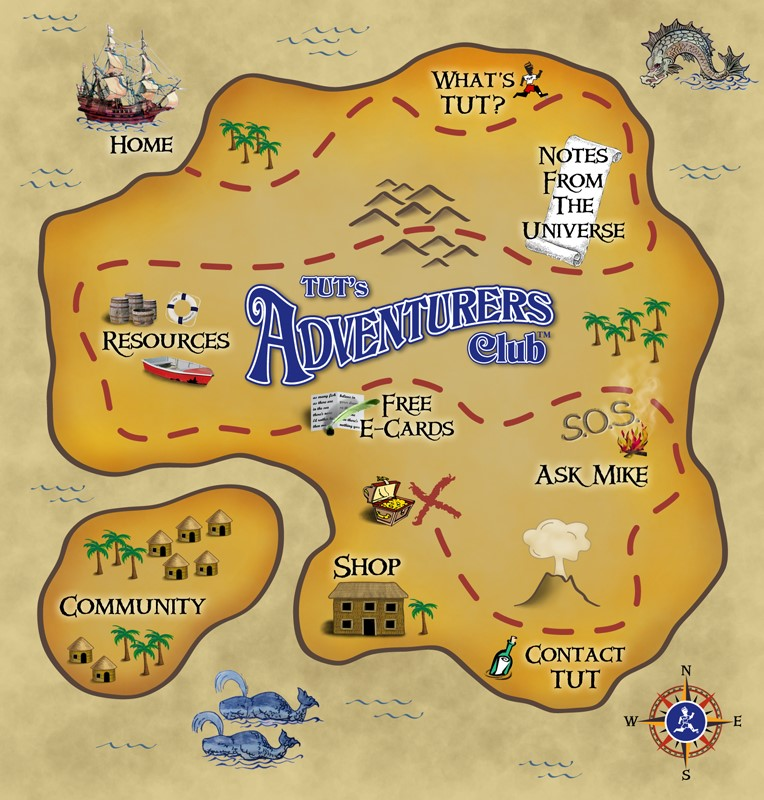 HOME
WHAT'S
TUT?
NOTES
FROM
THE
UNIVERSE
TUT'S
ADVENTURERS
Club™
RESOURCES
FREE
E-CARDS
S.O.S.
ASK MIKE
SHOP
COMMUNITY
CONTACT
TUT
N
W E
S